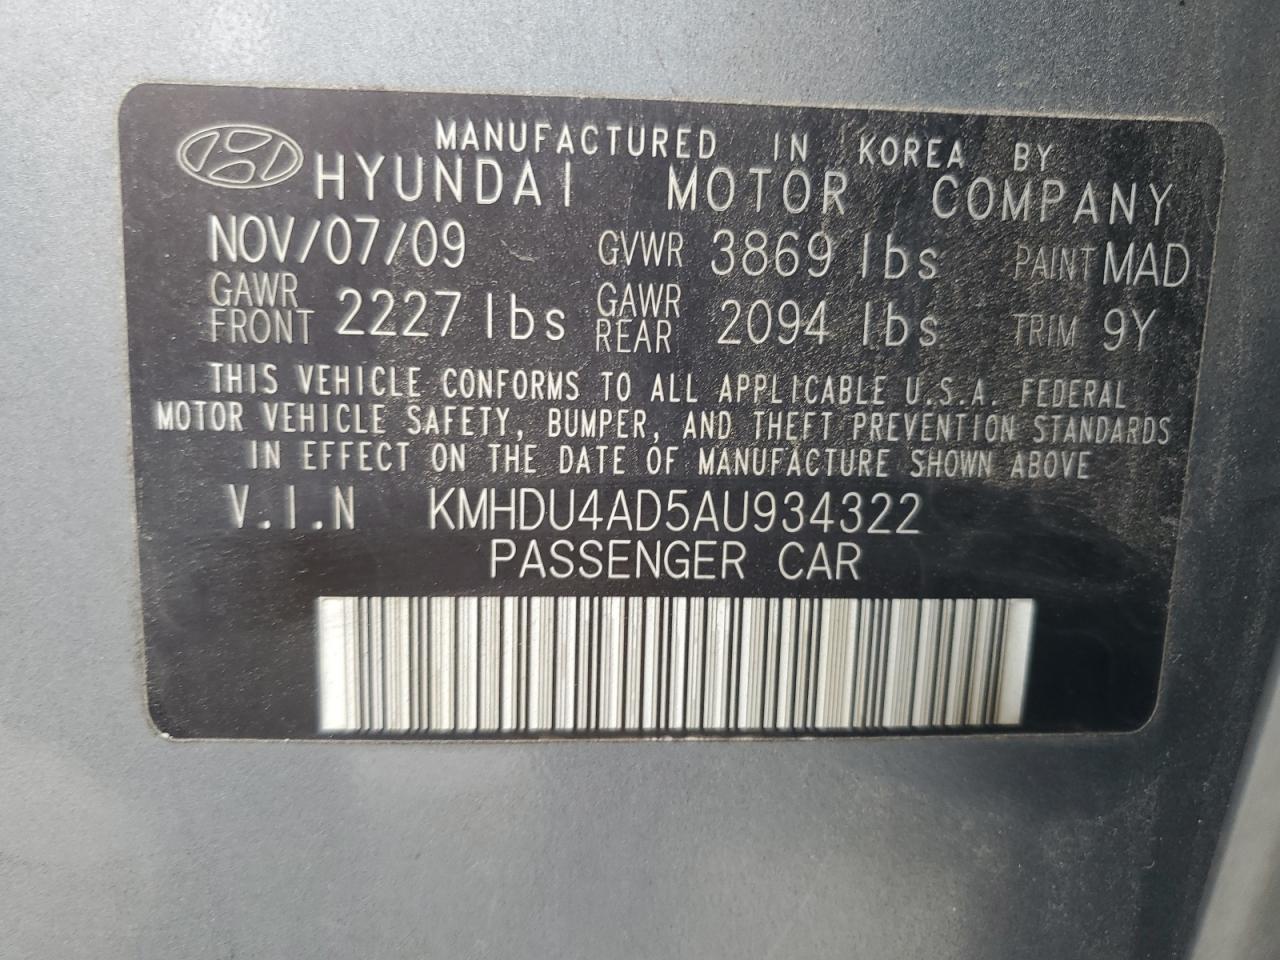 MANUFACTURED IN KOREA BY
HYUNDAI MOTOR COMPANY
NOV/07/09 GVWR 3869 lbs PAINT MAD
GAWR FRONT 2227 lbs GAWR REAR 2094 lbs TRIM 9Y
THIS VEHICLE CONFORMS TO ALL APPLICABLE U.S.A. FEDERAL
MOTOR VEHICLE SAFETY, BUMPER, AND THEFT PREVENTION STANDARDS
IN EFFECT ON THE DATE OF MANUFACTURE SHOWN ABOVE
V.I.N KMHDU4AD5AU934322
PASSENGER CAR